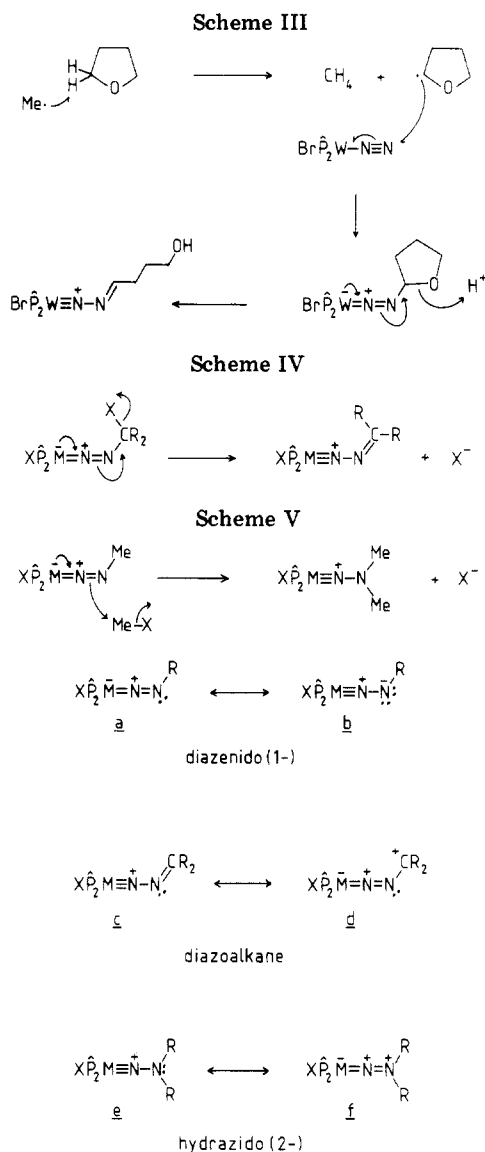 Scheme III
H
H
O
Me·
CH₄ + · O
BrP̂₂W–N≡N
OH
BrP̂₂W≡N⁺–N
BrP̂₂W⁻=N⁺=N O H⁺
Scheme IV
X
CR₂
XP̂₂M⁻=N⁺=N
R
C R
XP̂₂M≡N⁺–N + X⁻
Scheme V
Me
XP̂₂M⁻=N⁺=N
Me–X
Me
XP̂₂M≡N⁺–N + X⁻
Me
R
XP̂₂M⁻=N⁺=N̤
a
R
XP̂₂M≡N⁺–N⁻:
b
diazenido (1-)
CR₂
XP̂₂M≡N⁺–N̤
c
⁺CR₂
XP̂₂M⁻=N⁺=N̤
d
diazoalkane
R
XP̂₂M≡N⁺–N:
R
e
R
XP̂₂M⁻=N⁺=N⁺
R
f
hydrazido (2-)